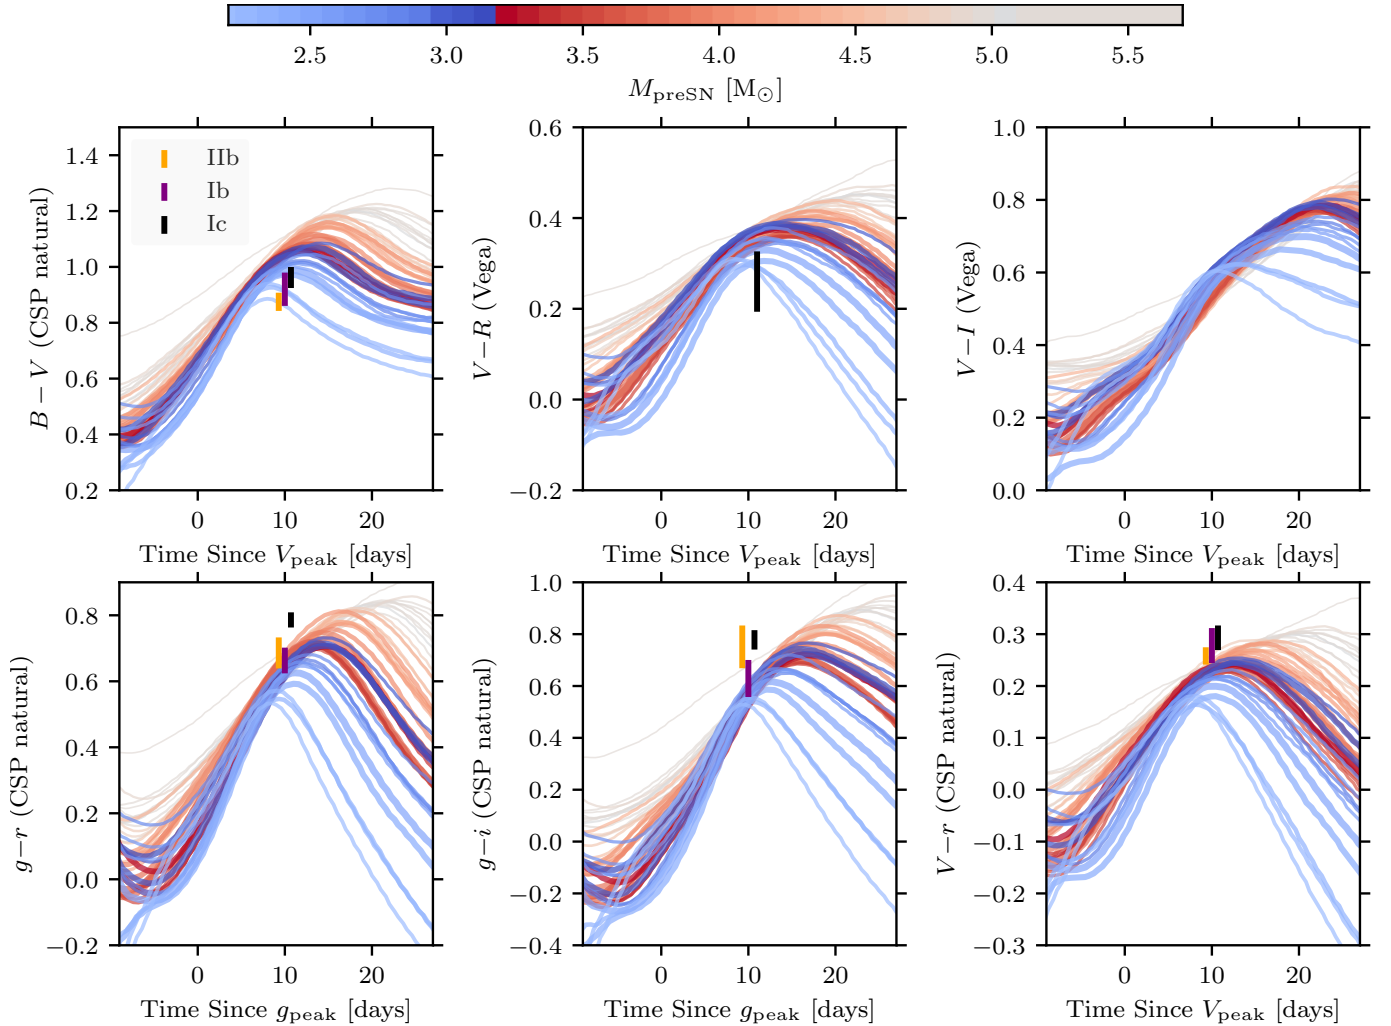 2.5 3.0 3.5 4.0 4.5 5.0 5.5
M_preSN [M_⊙]
1.4
1.2
1.0
0.8
0.6
0.4
0.2
B − V (CSP natural)
IIb
Ib
Ic
0 10 20
Time Since V_peak [days]
0.6
0.4
0.2
0.0
−0.2
V−R (Vega)
0 10 20
Time Since V_peak [days]
1.0
0.8
0.6
0.4
0.2
0.0
V−I (Vega)
0 10 20
Time Since V_peak [days]
0.8
0.6
0.4
0.2
0.0
−0.2
g−r (CSP natural)
0 10 20
Time Since g_peak [days]
1.0
0.8
0.6
0.4
0.2
0.0
−0.2
−0.4
g−i (CSP natural)
0 10 20
Time Since g_peak [days]
0.4
0.3
0.2
0.1
0.0
−0.1
−0.2
−0.3
V−r (CSP natural)
0 10 20
Time Since V_peak [days]